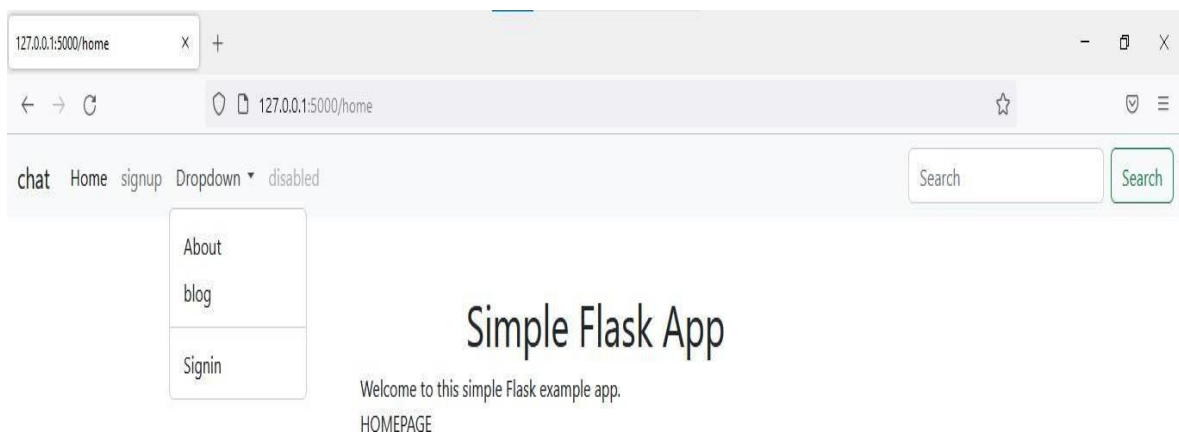 127.0.0.1:5000/home
127.0.0.1:5000/home
chat Home signup Dropdown disabled Search Search
About
blog
Signin
Simple Flask App
Welcome to this simple Flask example app.
HOMEPAGE